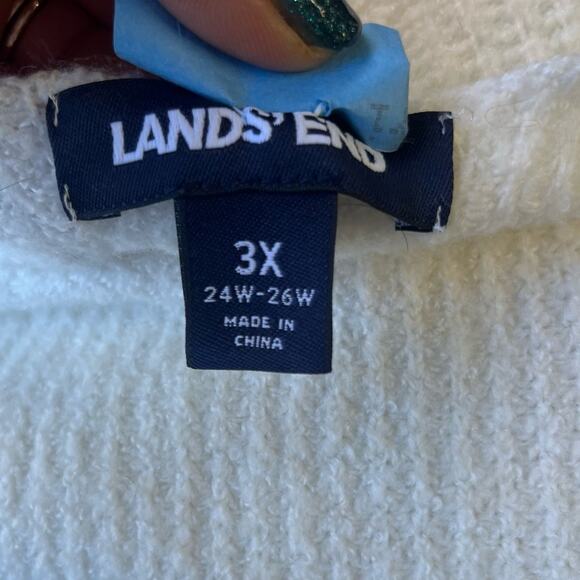 LANDS' END
3X
24W-26W
MADE IN
CHINA